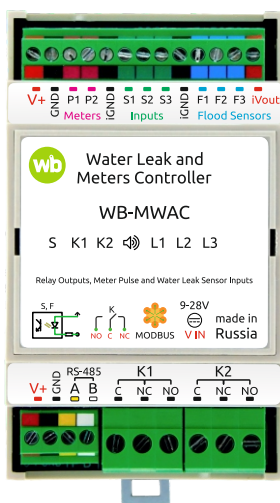 V+ GND P1 P2 iGND S1 S2 S3 iGND F1 F2 F3 iVout
Meters Inputs Flood Sensors
wb
Water Leak and
Meters Controller
WB-MWAC
S K1 K2 L1 L2 L3
Relay Outputs, Meter Pulse and Water Leak Sensor Inputs
S, F K 9-28V
NO C NC MODBUS V IN made in
Russia
RS-485 K1 K2
V+ GND A B C NC NO C NC NO